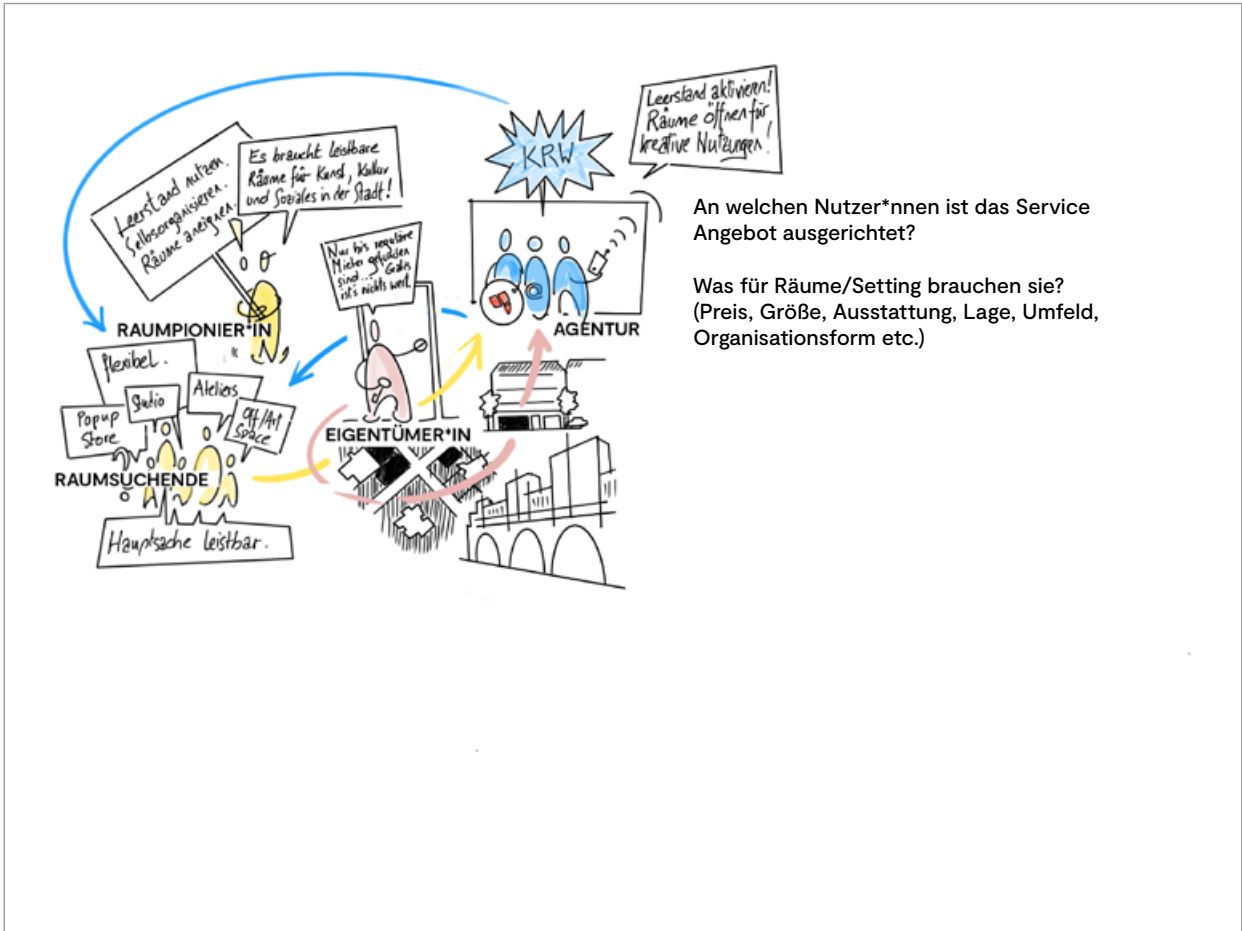 Leerstand nutzen.
Selbsorganisieren.
Räume aneignen.
Es braucht leistbare
Räume für Kunst, Kultur
und Soziales in der Stadt!
Nur bis reguläre
Mieter gefunden
sind... Gratis
ist's nichts wert.
KRW
Leerstand aktivieren!
Räume öffnen für
kreative Nutzungen!
RAUMPIONIER*IN
AGENTUR
flexibel.
Popup
Store
Studio
Ateliers
Off/Art
Space
EIGENTÜMER*IN
RAUMSUCHENDE
Hauptsache leistbar.
An welchen Nutzer*nnen ist das Service
Angebot ausgerichtet?
Was für Räume/Setting brauchen sie?
(Preis, Größe, Ausstattung, Lage, Umfeld,
Organisationsform etc.)